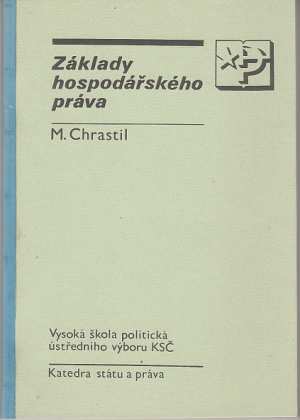 Základy
hospodářského
práva
M. Chrastil
Vysoká škola politická
ústředního výboru KSČ
Katedra státu a práva